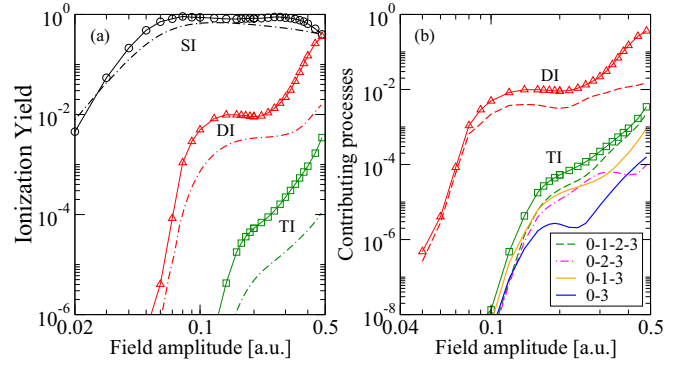 (a)
SI
DI
TI
10^0
10^-2
10^-4
10^-6
0.02
0.1
0.5
Ionization Yield
Field amplitude [a.u.]
(b)
DI
TI
10^0
10^-2
10^-4
10^-6
10^-8
0.04
0.1
0.5
Contributing processes
Field amplitude [a.u.]
0-1-2-3
0-2-3
0-1-3
0-3